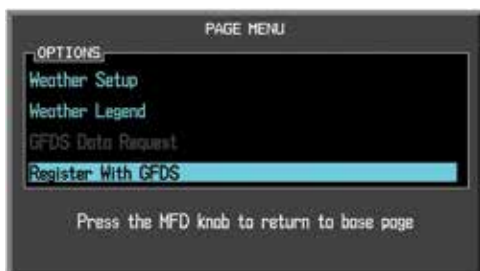 PAGE MENU
OPTIONS
Weather Setup
Weather Legend
GFDS Data Request
Register With GFDS
Press the MFD knob to return to base page